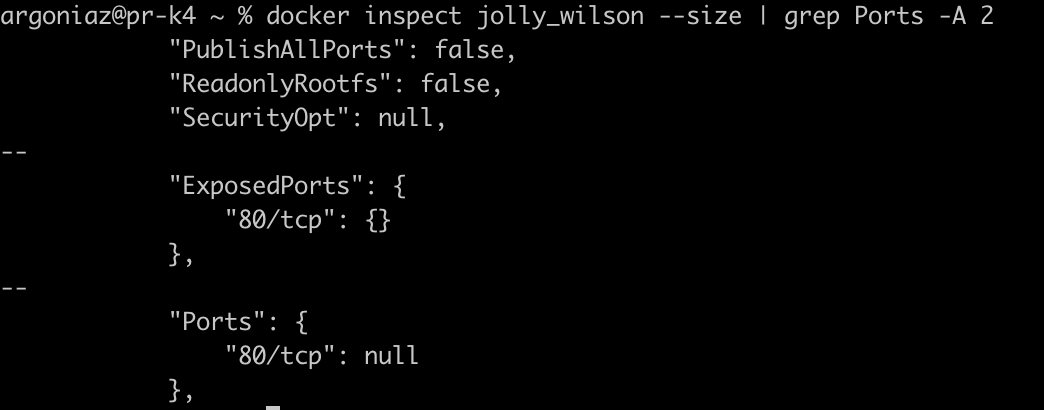 argoniaz@pr-k4 ~ % docker inspect jolly_wilson --size | grep Ports -A 2
            "PublishAllPorts": false,
            "ReadonlyRootfs": false,
            "SecurityOpt": null,
--
            "ExposedPorts": {
                "80/tcp": {}
            },
--
            "Ports": {
                "80/tcp": null
            },